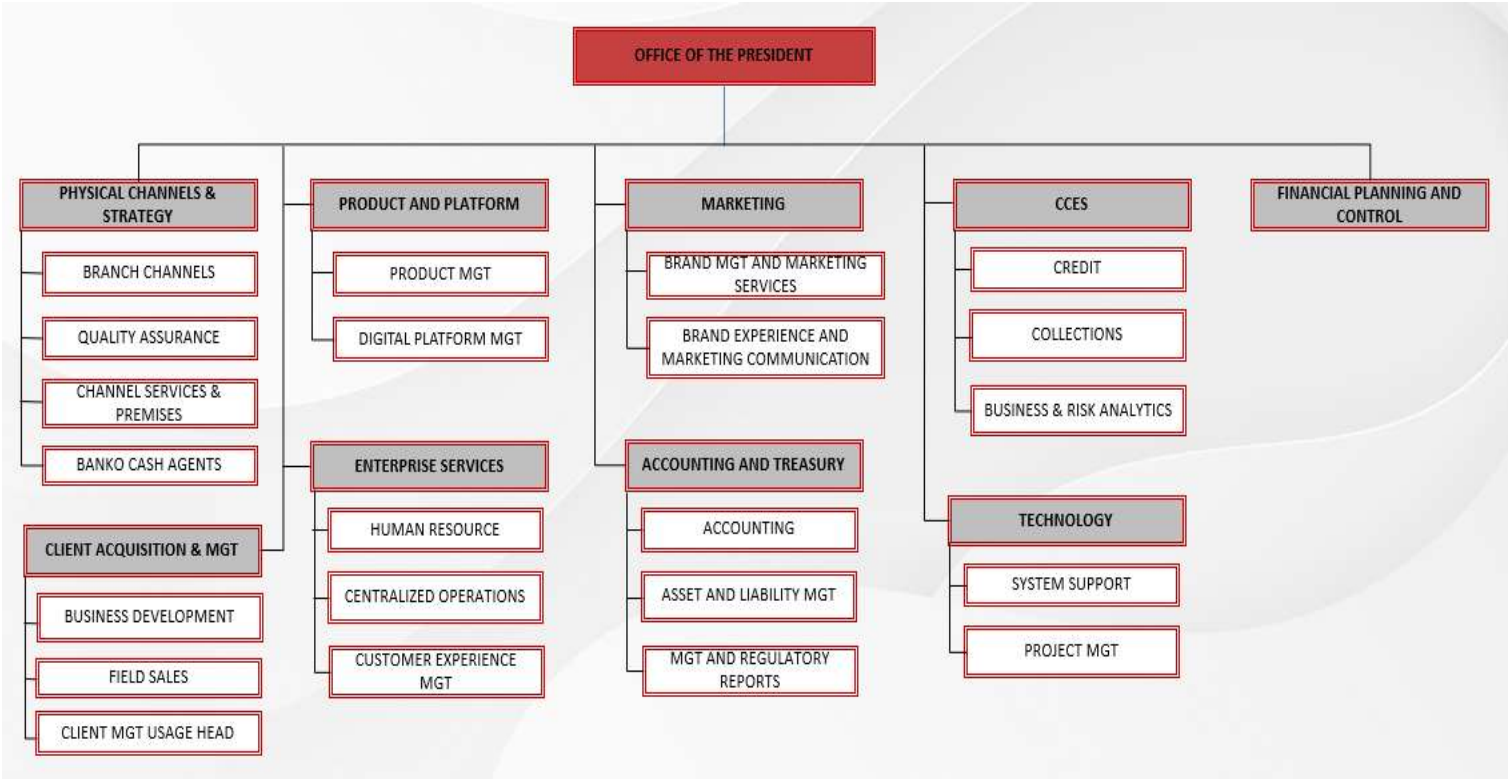 OFFICE OF THE PRESIDENT
PHYSICAL CHANNELS &
STRATEGY
BRANCH CHANNELS
QUALITY ASSURANCE
CHANNEL SERVICES &
PREMISES
BANKO CASH AGENTS
CLIENT ACQUISITION & MGT
BUSINESS DEVELOPMENT
FIELD SALES
CLIENT MGT USAGE HEAD
PRODUCT AND PLATFORM
PRODUCT MGT
DIGITAL PLATFORM MGT
ENTERPRISE SERVICES
HUMAN RESOURCE
CENTRALIZED OPERATIONS
CUSTOMER EXPERIENCE
MGT
MARKETING
BRAND MGT AND MARKETING
SERVICES
BRAND EXPERIENCE AND
MARKETING COMMUNICATION
ACCOUNTING AND TREASURY
ACCOUNTING
ASSET AND LIABILITY MGT
MGT AND REGULATORY
REPORTS
CCES
CREDIT
COLLECTIONS
BUSINESS & RISK ANALYTICS
TECHNOLOGY
SYSTEM SUPPORT
PROJECT MGT
FINANCIAL PLANNING AND
CONTROL